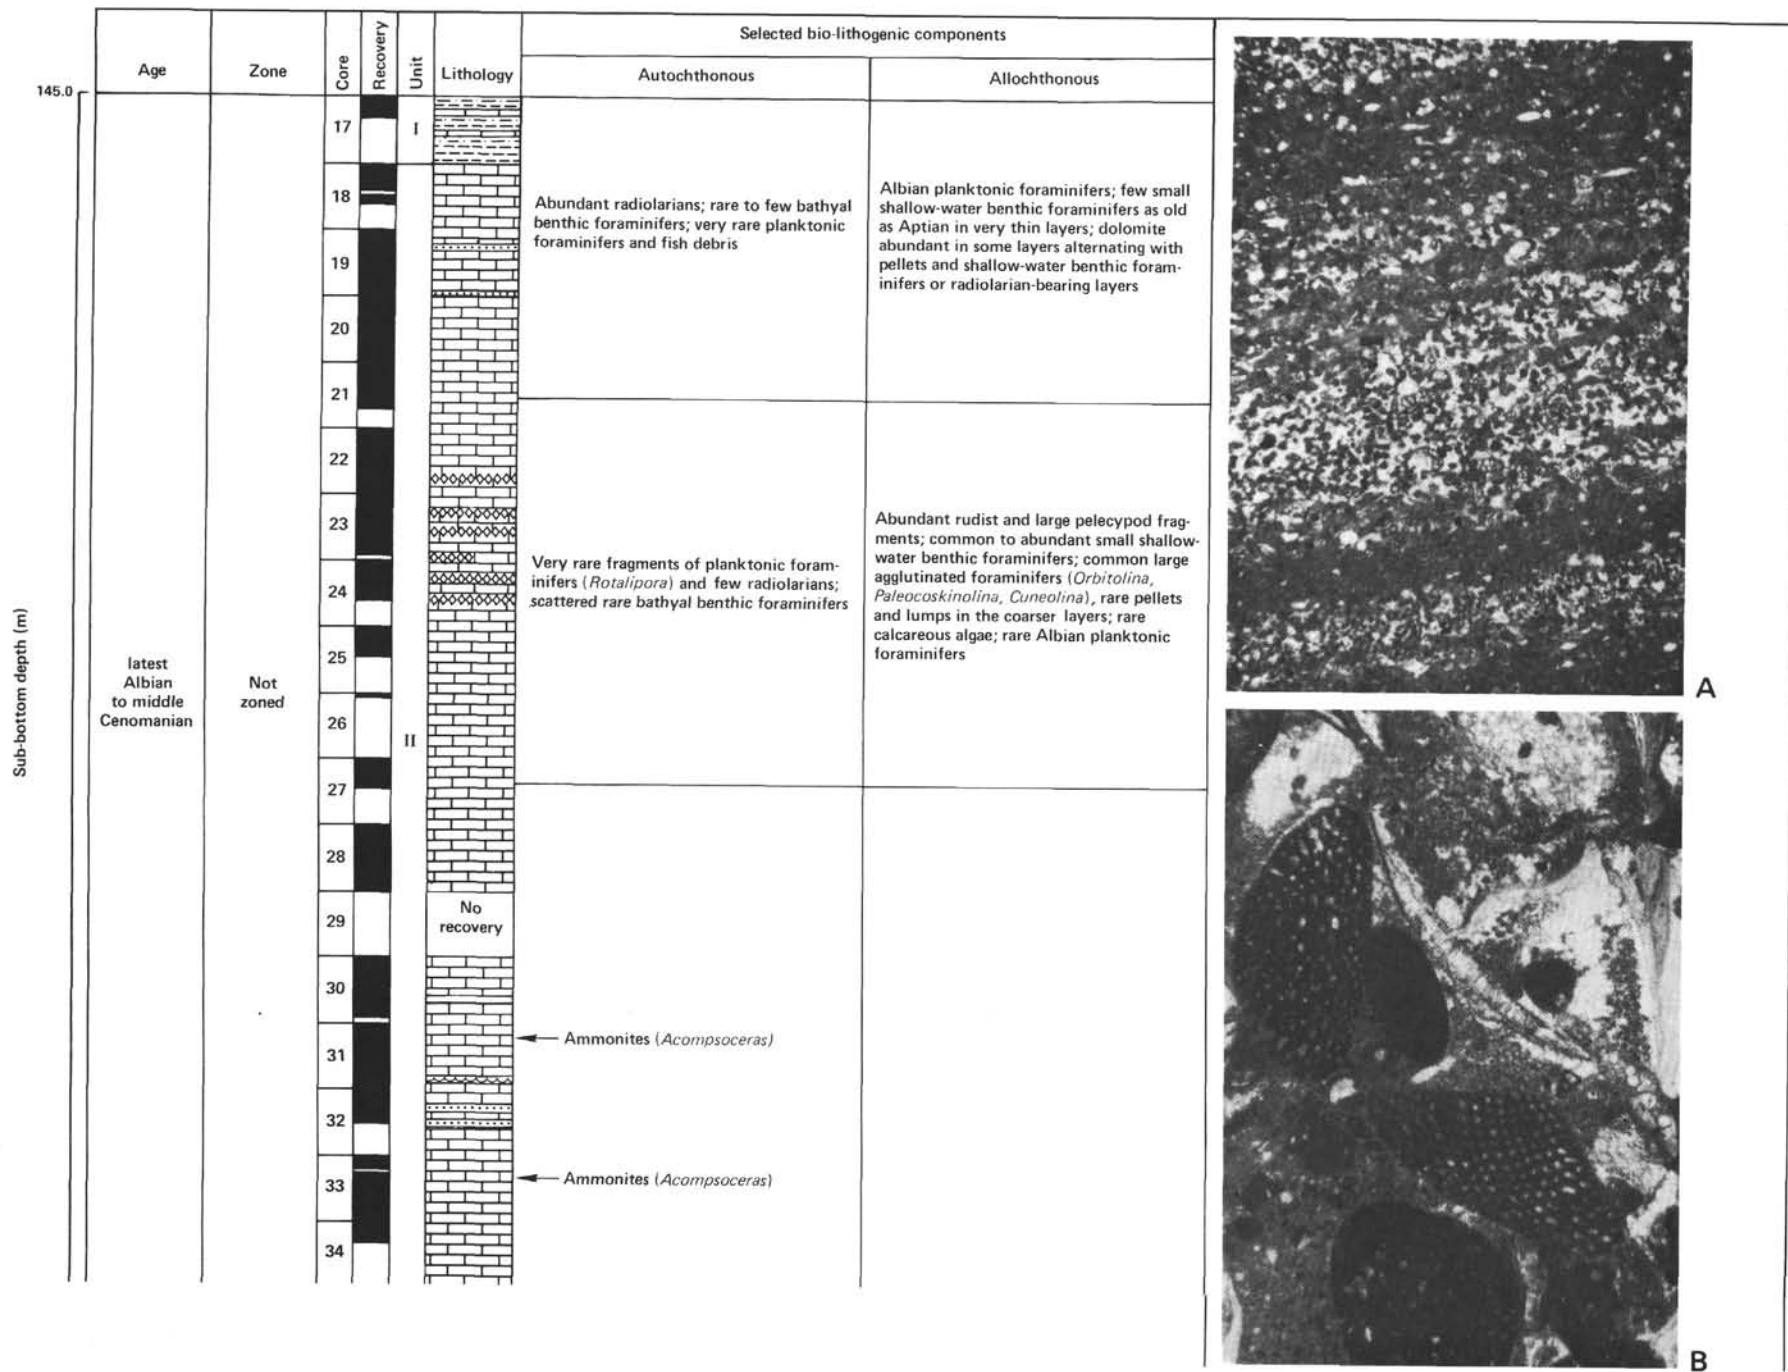 Selected bio-lithogenic components
Age
Zone
Core
Recovery
Unit
Lithology
Autochthonous
Allochthonous
145.0
Sub-bottom depth (m)
latest
Albian
to middle
Cenomanian
Not
zoned
17
18
19
20
21
22
23
24
25
26
27
28
29
30
31
32
33
34
I
II
No
recovery
Abundant radiolarians; rare to few bathyal
benthic foraminifers; very rare planktonic
foraminifers and fish debris
Albian planktonic foraminifers; few small
shallow-water benthic foraminifers as old
as Aptian in very thin layers; dolomite
abundant in some layers alternating with
pellets and shallow-water benthic foram-
inifers or radiolarian-bearing layers
Very rare fragments of planktonic foram-
inifers (Rotalipora) and few radiolarians;
scattered rare bathyal benthic foraminifers
Abundant rudist and large pelecypod frag-
ments; common to abundant small shallow-
water benthic foraminifers; common large
agglutinated foraminifers (Orbitolina,
Paleocoskinolina, Cuneolina), rare pellets
and lumps in the coarser layers; rare
calcareous algae; rare Albian planktonic
foraminifers
Ammonites (Acompsoceras)
Ammonites (Acompsoceras)
A
B